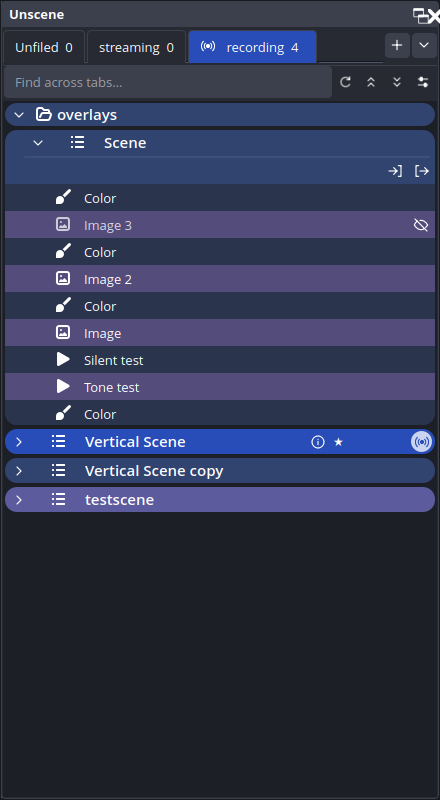 Unscene
Unfiled 0 streaming 0 recording 4
Find across tabs...
overlays
Scene
Color
Image 3
Color
Image 2
Color
Image
Silent test
Tone test
Color
Vertical Scene
Vertical Scene copy
testscene